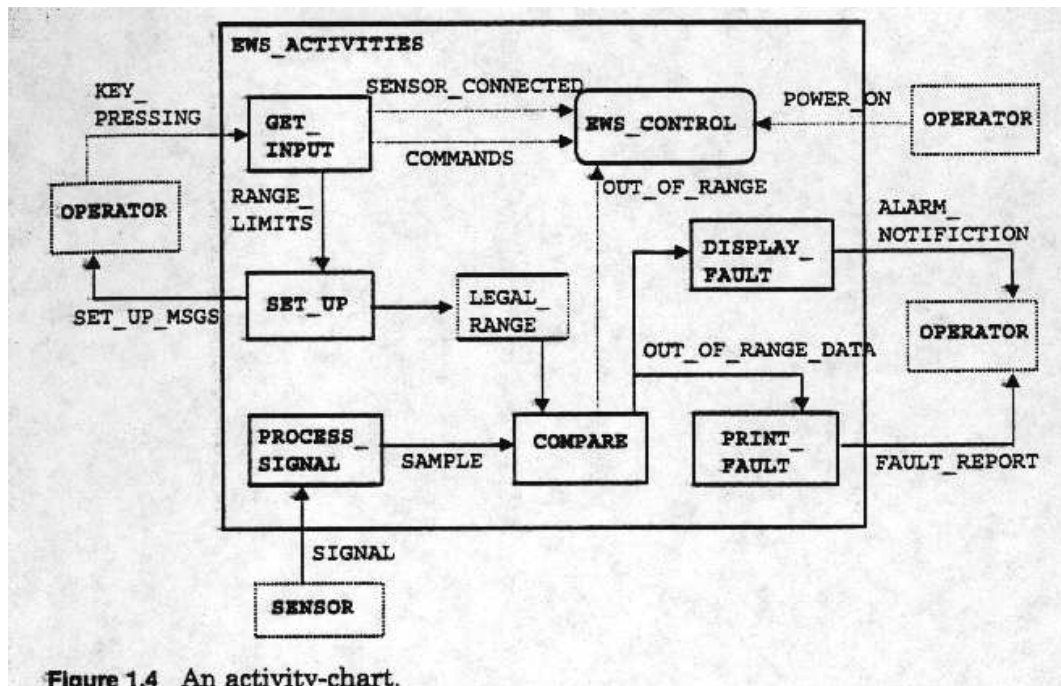 EWS_ACTIVITIES
KEY_
PRESSING
SENSOR_CONNECTED
GET_
INPUT
COMMANDS
EWS_CONTROL
POWER_ON
OPERATOR
OPERATOR
RANGE_
LIMITS
OUT_OF_RANGE
ALARM_
NOTIFICTION
DISPLAY_
FAULT
SET_UP_MSGS
SET_UP
LEGAL_
RANGE
OPERATOR
OUT_OF_RANGE_DATA
PROCESS_
SIGNAL
SAMPLE
COMPARE
PRINT_
FAULT
FAULT_REPORT
SIGNAL
SENSOR
Figure 1.4 An activity-chart.